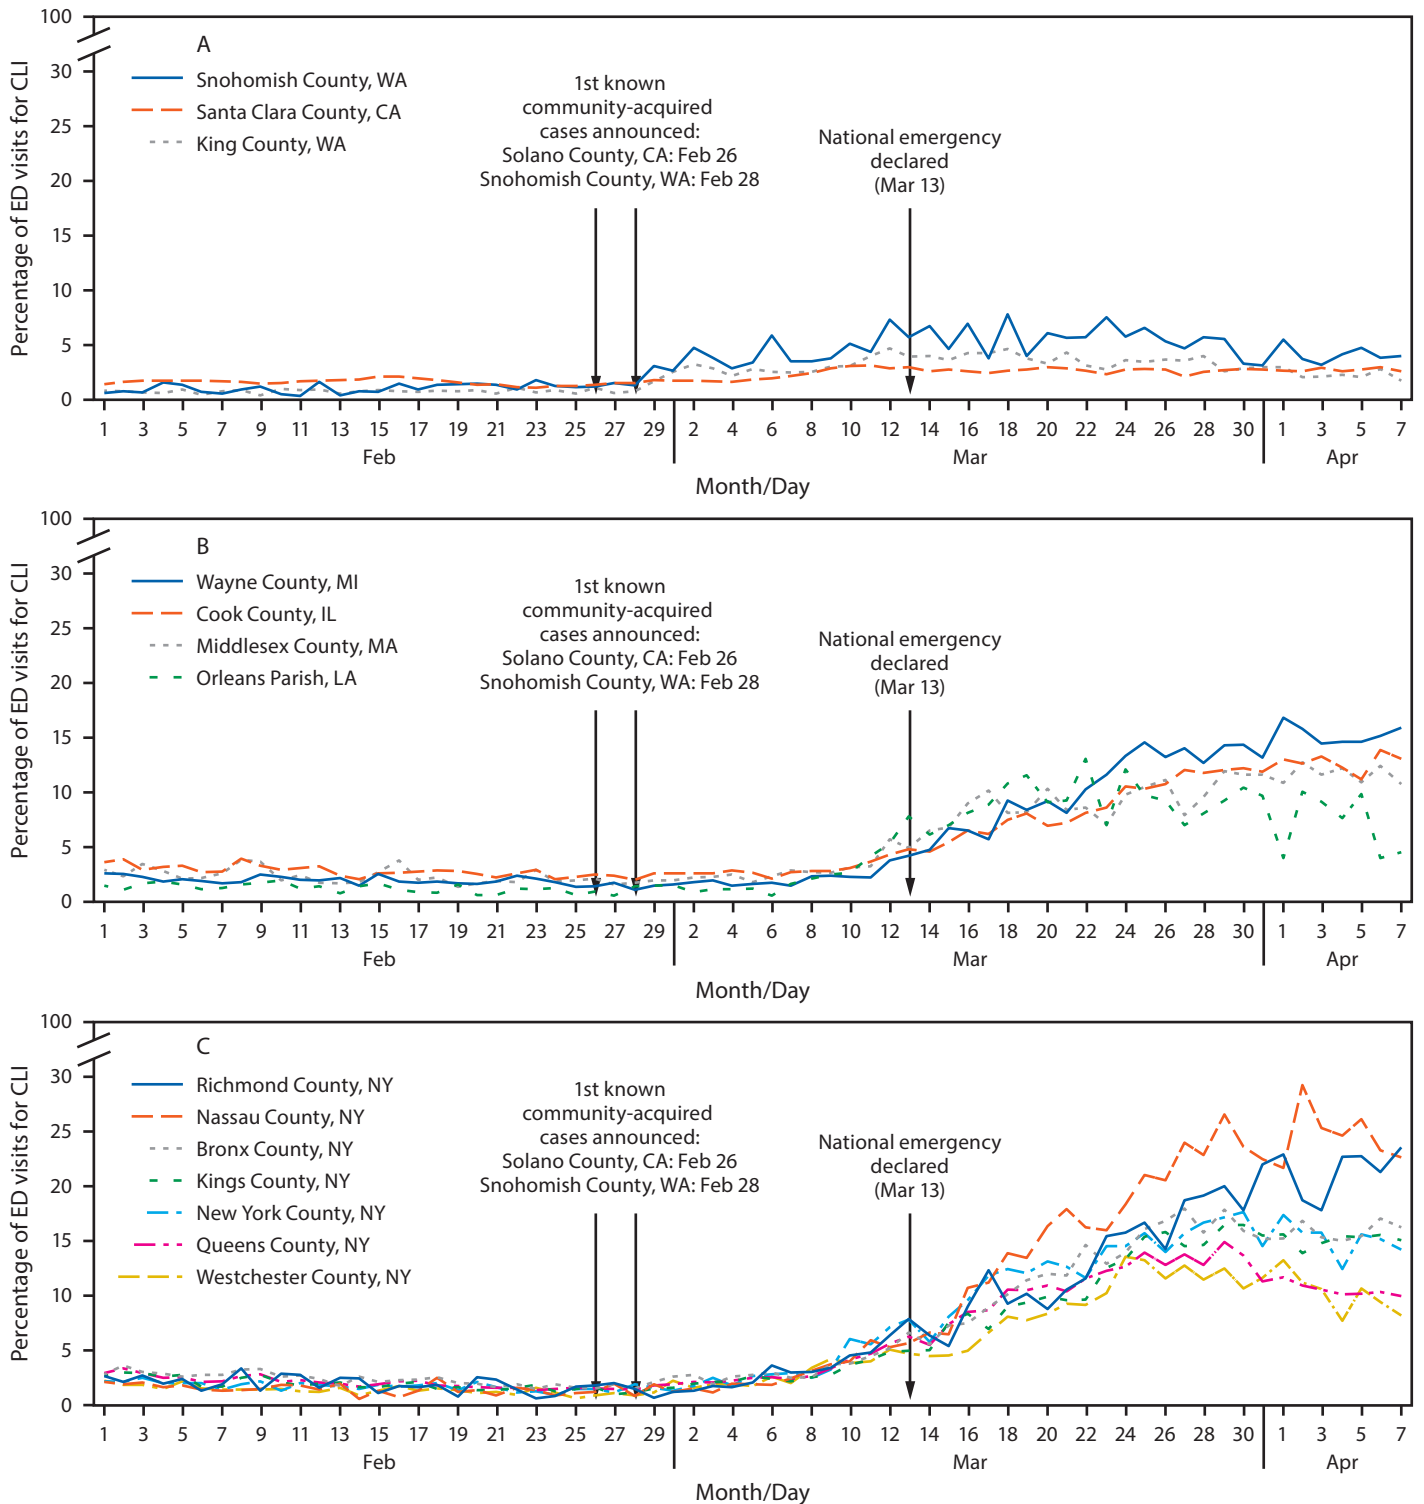 100
A
30
Snohomish County, WA
Santa Clara County, CA
King County, WA
1st known
community-acquired
cases announced:
Solano County, CA: Feb 26
Snohomish County, WA: Feb 28
National emergency
declared
(Mar 13)
25
20
15
10
5
0
Percentage of ED visits for CLI
1 3 5 7 9 11 13 15 17 19 21 23 25 27 29 2 4 6 8 10 12 14 16 18 20 22 24 26 28 30 1 3 5 7
Feb Mar Apr
Month/Day
100
B
30
Wayne County, MI
Cook County, IL
Middlesex County, MA
Orleans Parish, LA
1st known
community-acquired
cases announced:
Solano County, CA: Feb 26
Snohomish County, WA: Feb 28
National emergency
declared
(Mar 13)
25
20
15
10
5
0
Percentage of ED visits for CLI
1 3 5 7 9 11 13 15 17 19 21 23 25 27 29 2 4 6 8 10 12 14 16 18 20 22 24 26 28 30 1 3 5 7
Feb Mar Apr
Month/Day
100
C
30
Richmond County, NY
Nassau County, NY
Bronx County, NY
Kings County, NY
New York County, NY
Queens County, NY
Westchester County, NY
1st known
community-acquired
cases announced:
Solano County, CA: Feb 26
Snohomish County, WA: Feb 28
National emergency
declared
(Mar 13)
25
20
15
10
5
0
Percentage of ED visits for CLI
1 3 5 7 9 11 13 15 17 19 21 23 25 27 29 2 4 6 8 10 12 14 16 18 20 22 24 26 28 30 1 3 5 7
Feb Mar Apr
Month/Day